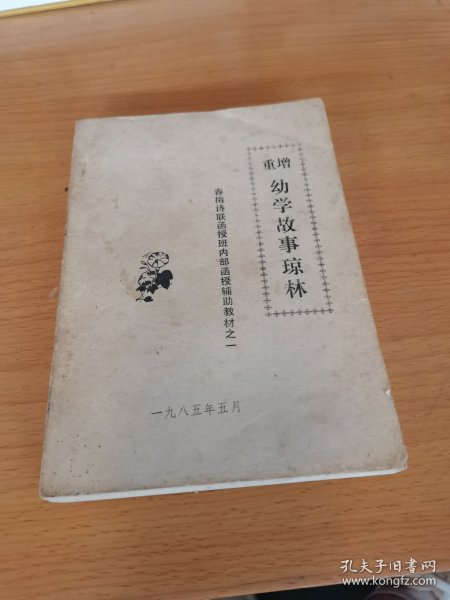 重增
幼学故事琼林
春梅诗联函授班内部函授辅助教材之一
一九八五年五月
孔夫子旧书网
www.kongfz.com